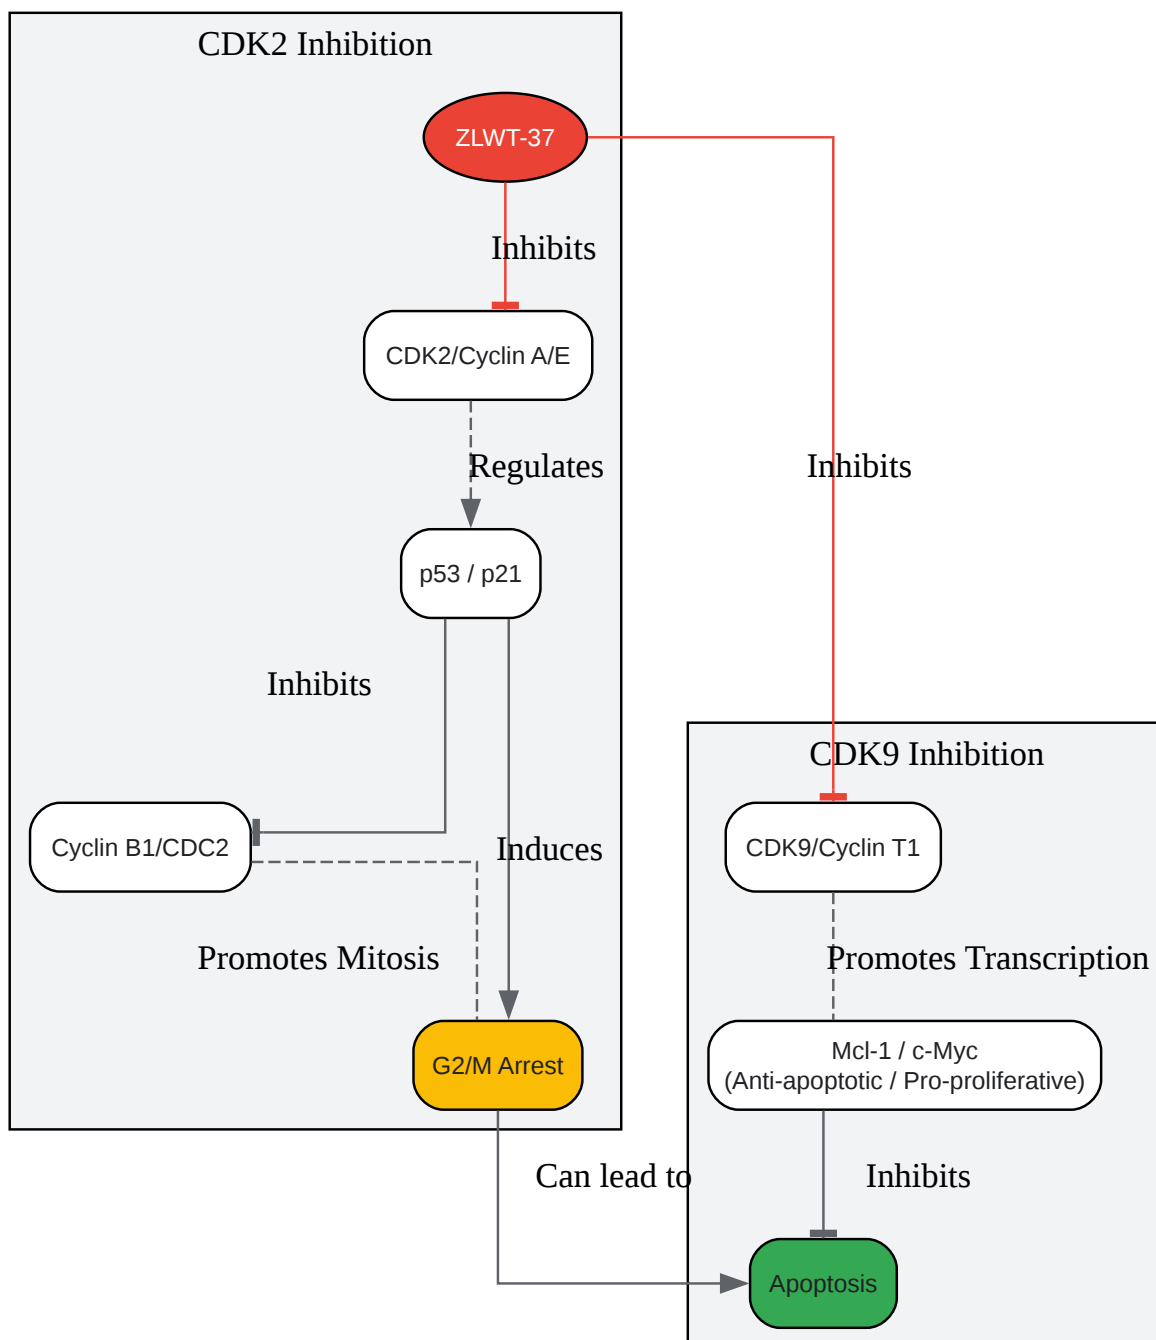 CDK2 Inhibition
ZLWT-37
Inhibits
CDK2/Cyclin A/E
Regulates
Inhibits
p53 / p21
Inhibits
CDK9 Inhibition
Cyclin B1/CDC2
Induces
CDK9/Cyclin T1
Promotes Mitosis
Promotes Transcription
G2/M Arrest
Mcl-1 / c-Myc
(Anti-apoptotic / Pro-proliferative)
Can lead to
Inhibits
Apoptosis